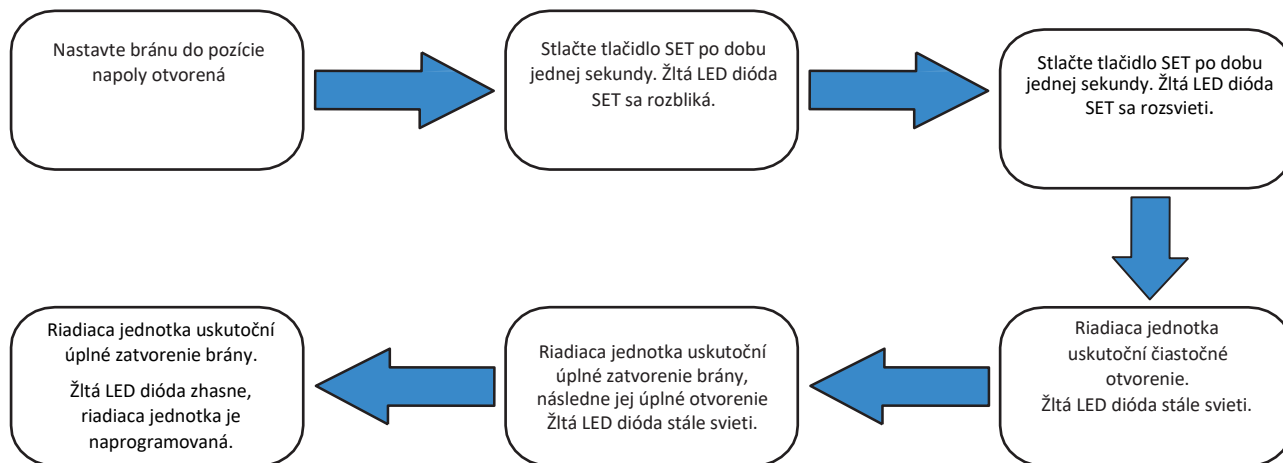 Nastavte bránu do pozície
napoly otvorená
Stlačte tlačidlo SET po dobu
jednej sekundy. Žltá LED dióda
SET sa rozbliká.
Stlačte tlačidlo SET po dobu
jednej sekundy. Žltá LED dióda
SET sa rozsvieti.
Riadiaca jednotka
uskutoční čiastočné
otvorenie.
Žltá LED dióda stále svieti.
Riadiaca jednotka uskutoční
úplné zatvorenie brány,
následne jej úplné otvorenie
Žltá LED dióda stále svieti.
Riadiaca jednotka uskutoční
úplné zatvorenie brány.
Žltá LED dióda zhasne,
riadiaca jednotka je
naprogramovaná.